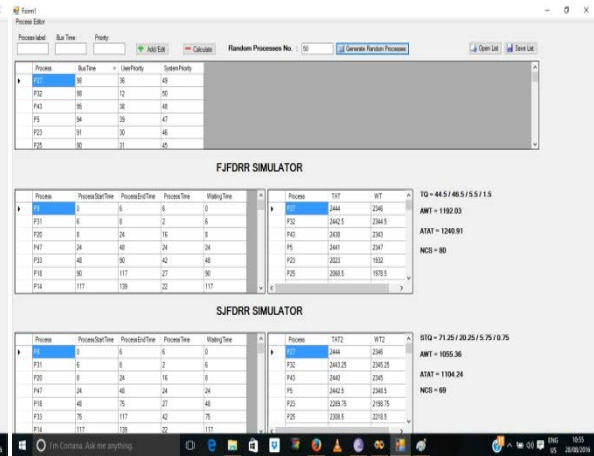 Form1
Process Editor
Process label: Bus Time: Priority:
Add/Edit Calculate Random Processes No. : 50 Generate Random Processes Open List Save List
Process BusTime UserPriority SystemPriority
P27 98 36 49
P32 98 12 50
P43 95 38 48
P5 94 39 47
P23 91 30 46
P25 90 31 45
FJFDRR SIMULATOR
Process ProcessStartTime ProcessEndTime ProcessTime WaitingTime
P9 0 6 6 0
P31 6 8 2 6
P20 8 24 16 8
P47 24 48 24 24
P33 48 90 42 48
P18 90 117 27 90
P14 117 139 22 117
Process TAT WT
P27 2444 2346
P32 2442.5 2344.5
P43 2438 2343
P5 2441 2347
P23 2023 1932
P25 2068.5 1978.5
TQ = 44.5 / 46.5 / 5.5 / 1.5
AWT = 1192.03
ATAT = 1240.91
NCS = 80
SJFDRR SIMULATOR
Process ProcessStartTime ProcessEndTime ProcessTime WaitingTime
P9 0 6 6 0
P31 6 8 2 6
P20 8 24 16 8
P47 24 48 24 24
P18 48 75 27 48
P33 75 117 42 75
P14 117 139 22 117
Process TAT2 WT2
P27 2444 2346
P32 2443.25 2345.25
P43 2440 2345
P5 2442.5 2348.5
P23 2289.75 2198.75
P25 2308.5 2218.5
STQ = 71.25 / 20.25 / 5.75 / 0.75
AWT = 1055.36
ATAT = 1104.24
NCS = 69
I'm Cortana. Ask me anything.
ENG 10:55
US 28/08/2016